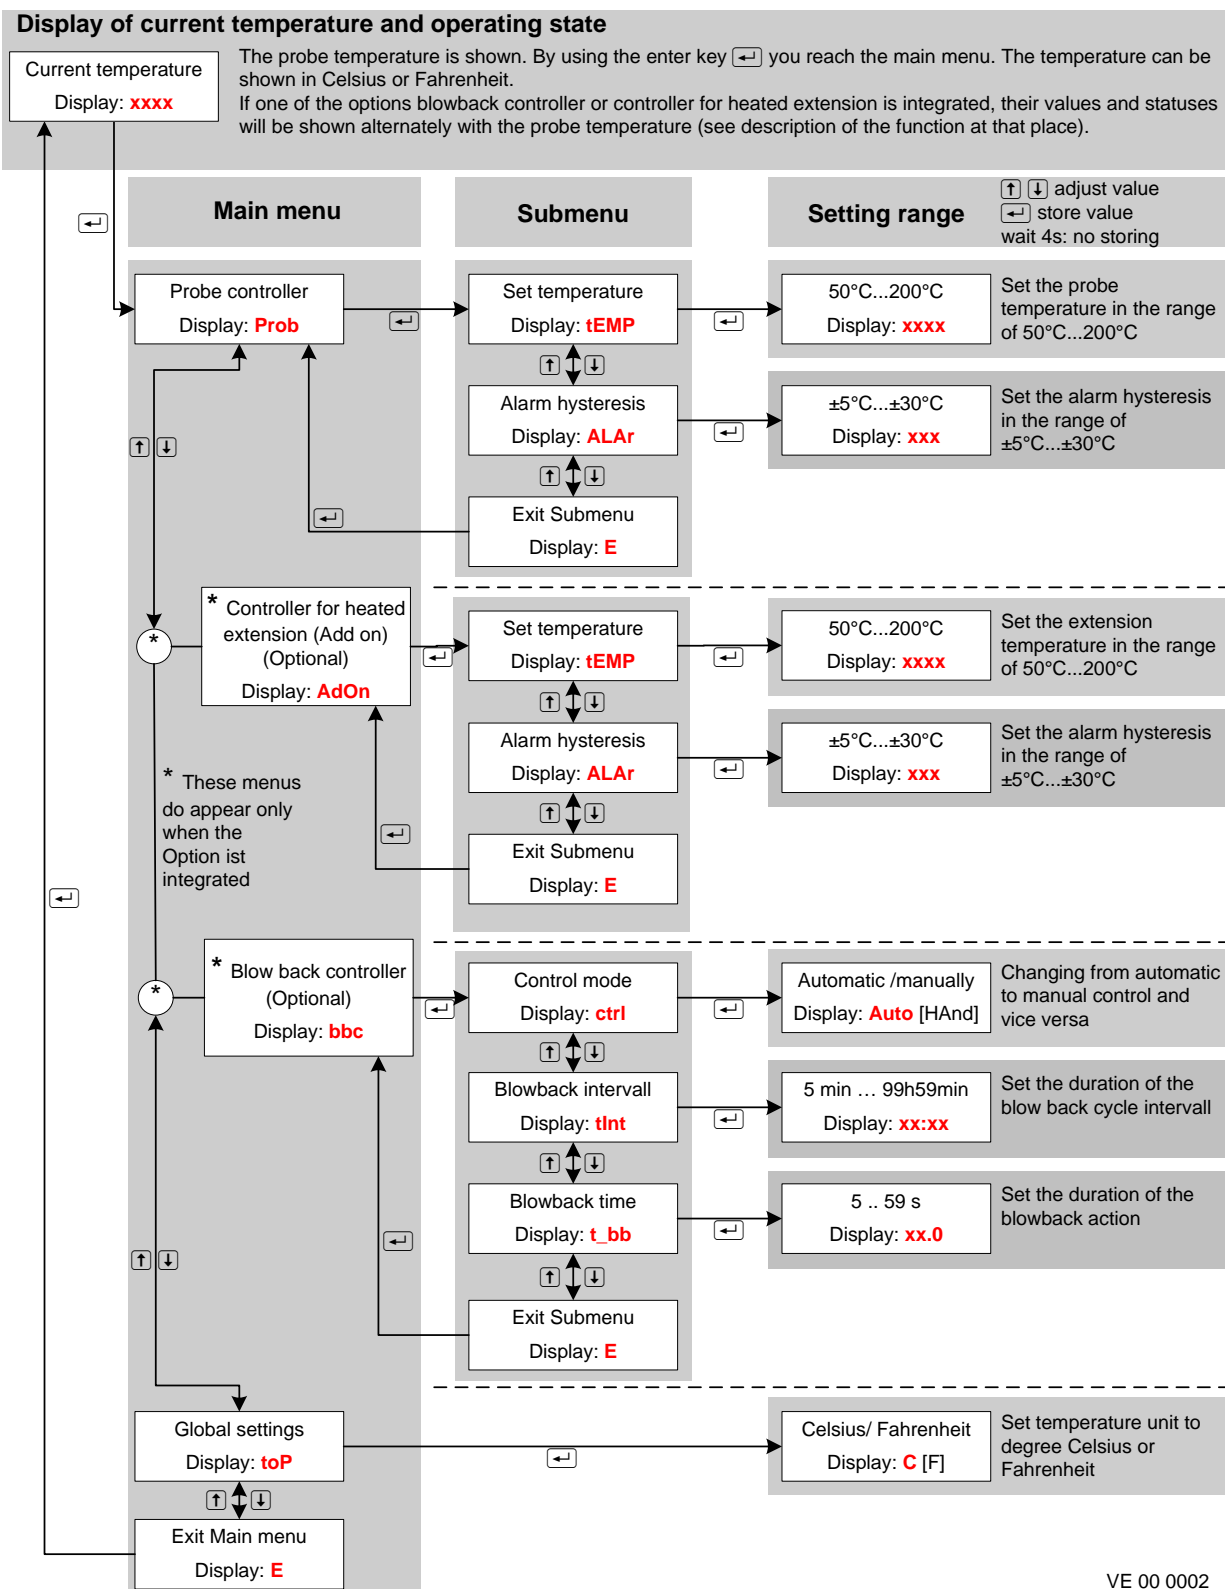 Display of current temperature and operating state
Current temperature
Display: xxxx
The probe temperature is shown. By using the enter key you reach the main menu. The temperature can be
shown in Celsius or Fahrenheit.
If one of the options blowback controller or controller for heated extension is integrated, their values and statuses
will be shown alternately with the probe temperature (see description of the function at that place).
Main menu
Submenu
Setting range
adjust value
store value
wait 4s: no storing
Probe controller
Display: Prob
Set temperature
Display: tEMP
50°C...200°C
Display: xxxx
Set the probe
temperature in the range
of 50°C...200°C
Alarm hysteresis
Display: ALAr
±5°C...±30°C
Display: xxx
Set the alarm hysteresis
in the range of
±5°C...±30°C
Exit Submenu
Display: E
*
* Controller for heated
extension (Add on)
(Optional)
Display: AdOn
Set temperature
Display: tEMP
50°C...200°C
Display: xxxx
Set the extension
temperature in the range
of 50°C...200°C
Alarm hysteresis
Display: ALAr
±5°C...±30°C
Display: xxx
Set the alarm hysteresis
in the range of
±5°C...±30°C
* These menus
do appear only
when the
Option ist
integrated
Exit Submenu
Display: E
*
* Blow back controller
(Optional)
Display: bbc
Control mode
Display: ctrl
Automatic /manually
Display: Auto [HAnd]
Changing from automatic
to manual control and
vice versa
Blowback intervall
Display: tInt
5 min … 99h59min
Display: xx:xx
Set the duration of the
blow back cycle intervall
Blowback time
Display: t_bb
5 .. 59 s
Display: xx.0
Set the duration of the
blowback action
Exit Submenu
Display: E
Global settings
Display: toP
Celsius/ Fahrenheit
Display: C [F]
Set temperature unit to
degree Celsius or
Fahrenheit
Exit Main menu
Display: E
VE 00 0002